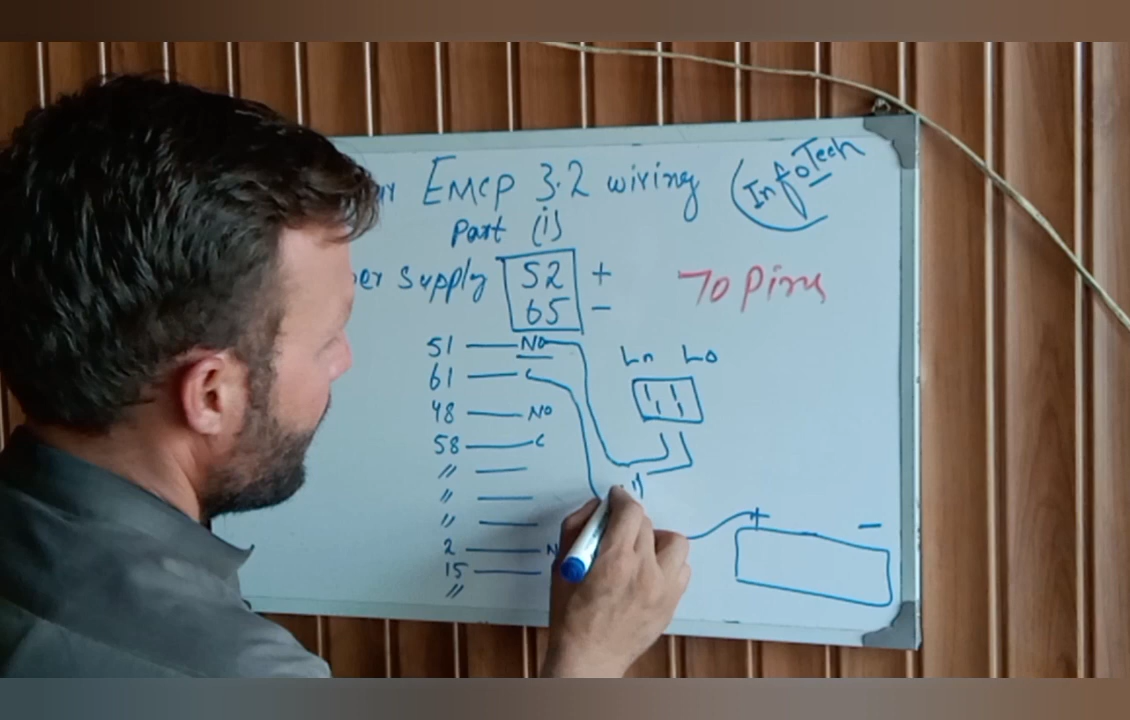 EMCP 3.2 wiring (InfoTech
Part (i)
er Supply 52 +
65 -
70 Pins
51 — NO
61 — C
48 — NO
58 — C
〃 —
〃 —
〃 —
2 — N
15 —
〃
Ln Lo
+ -